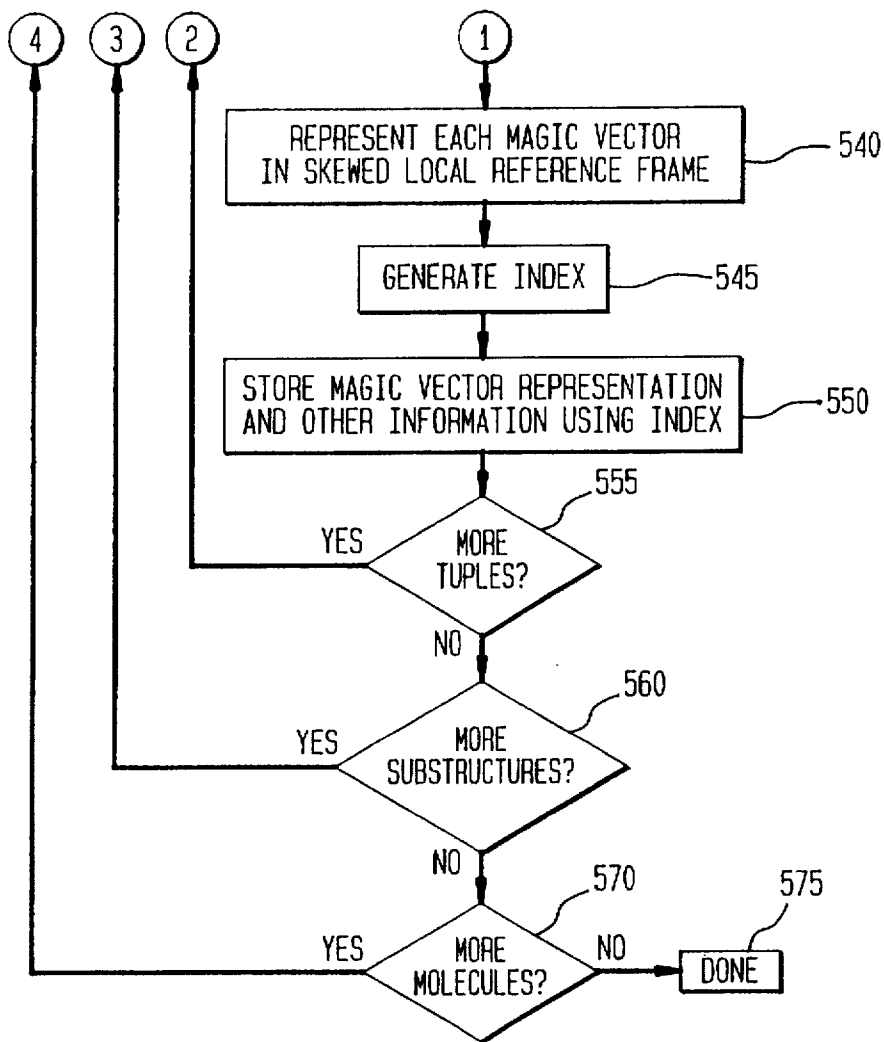 4 3 2 1
REPRESENT EACH MAGIC VECTOR
IN SKEWED LOCAL REFERENCE FRAME
540
GENERATE INDEX
545
STORE MAGIC VECTOR REPRESENTATION
AND OTHER INFORMATION USING INDEX
550
555
YES
MORE
TUPLES?
NO
560
YES
MORE
SUBSTRUCTURES?
NO
570
575
YES
MORE
MOLECULES?
NO
DONE